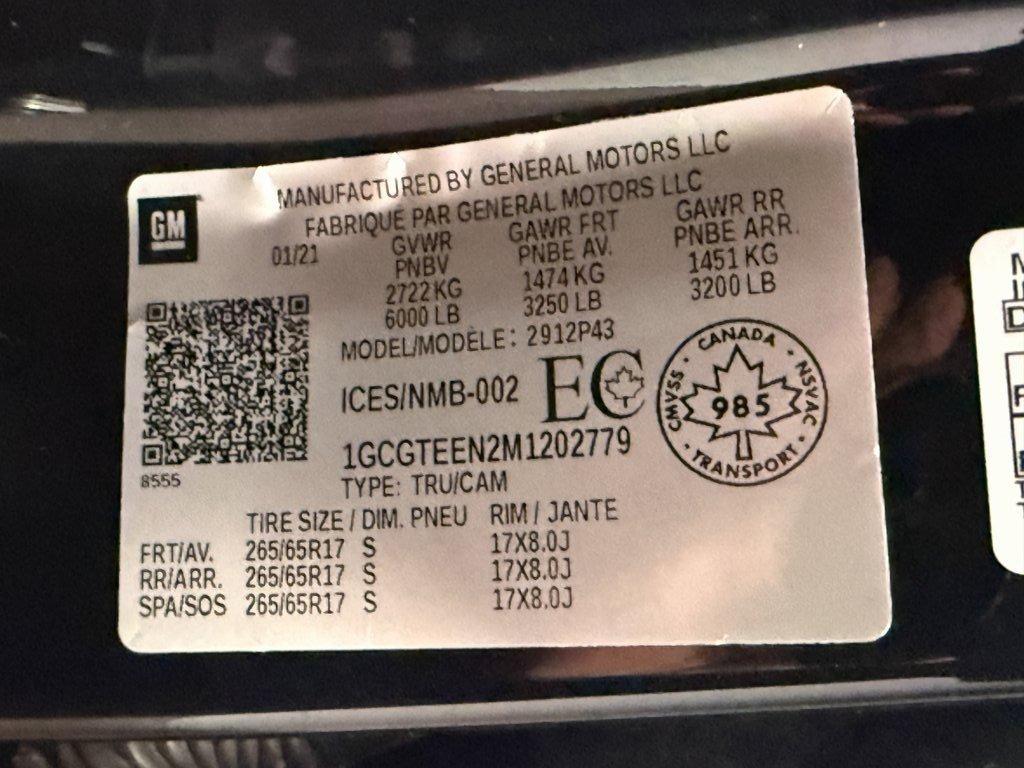 GM
MANUFACTURED BY GENERAL MOTORS LLC
FABRIQUÉ PAR GENERAL MOTORS LLC
01/21
GVWR GAWR FRT GAWR RR
PNBV PNBE AV. PNBE ARR.
2722 KG 1474 KG 1451 KG
6000 LB 3250 LB 3200 LB
MODEL/MODÈLE: 2912P43
ICES/NMB-002
EC
CANADA · NSVAC · TRANSPORT · CMVSS ·
985
1GCGTEEN2M1202779
TYPE: TRU/CAM
8555
TIRE SIZE / DIM. PNEU RIM / JANTE
FRT/AV. 265/65R17 S 17X8.0J
RR/ARR. 265/65R17 S 17X8.0J
SPA/SOS 265/65R17 S 17X8.0J